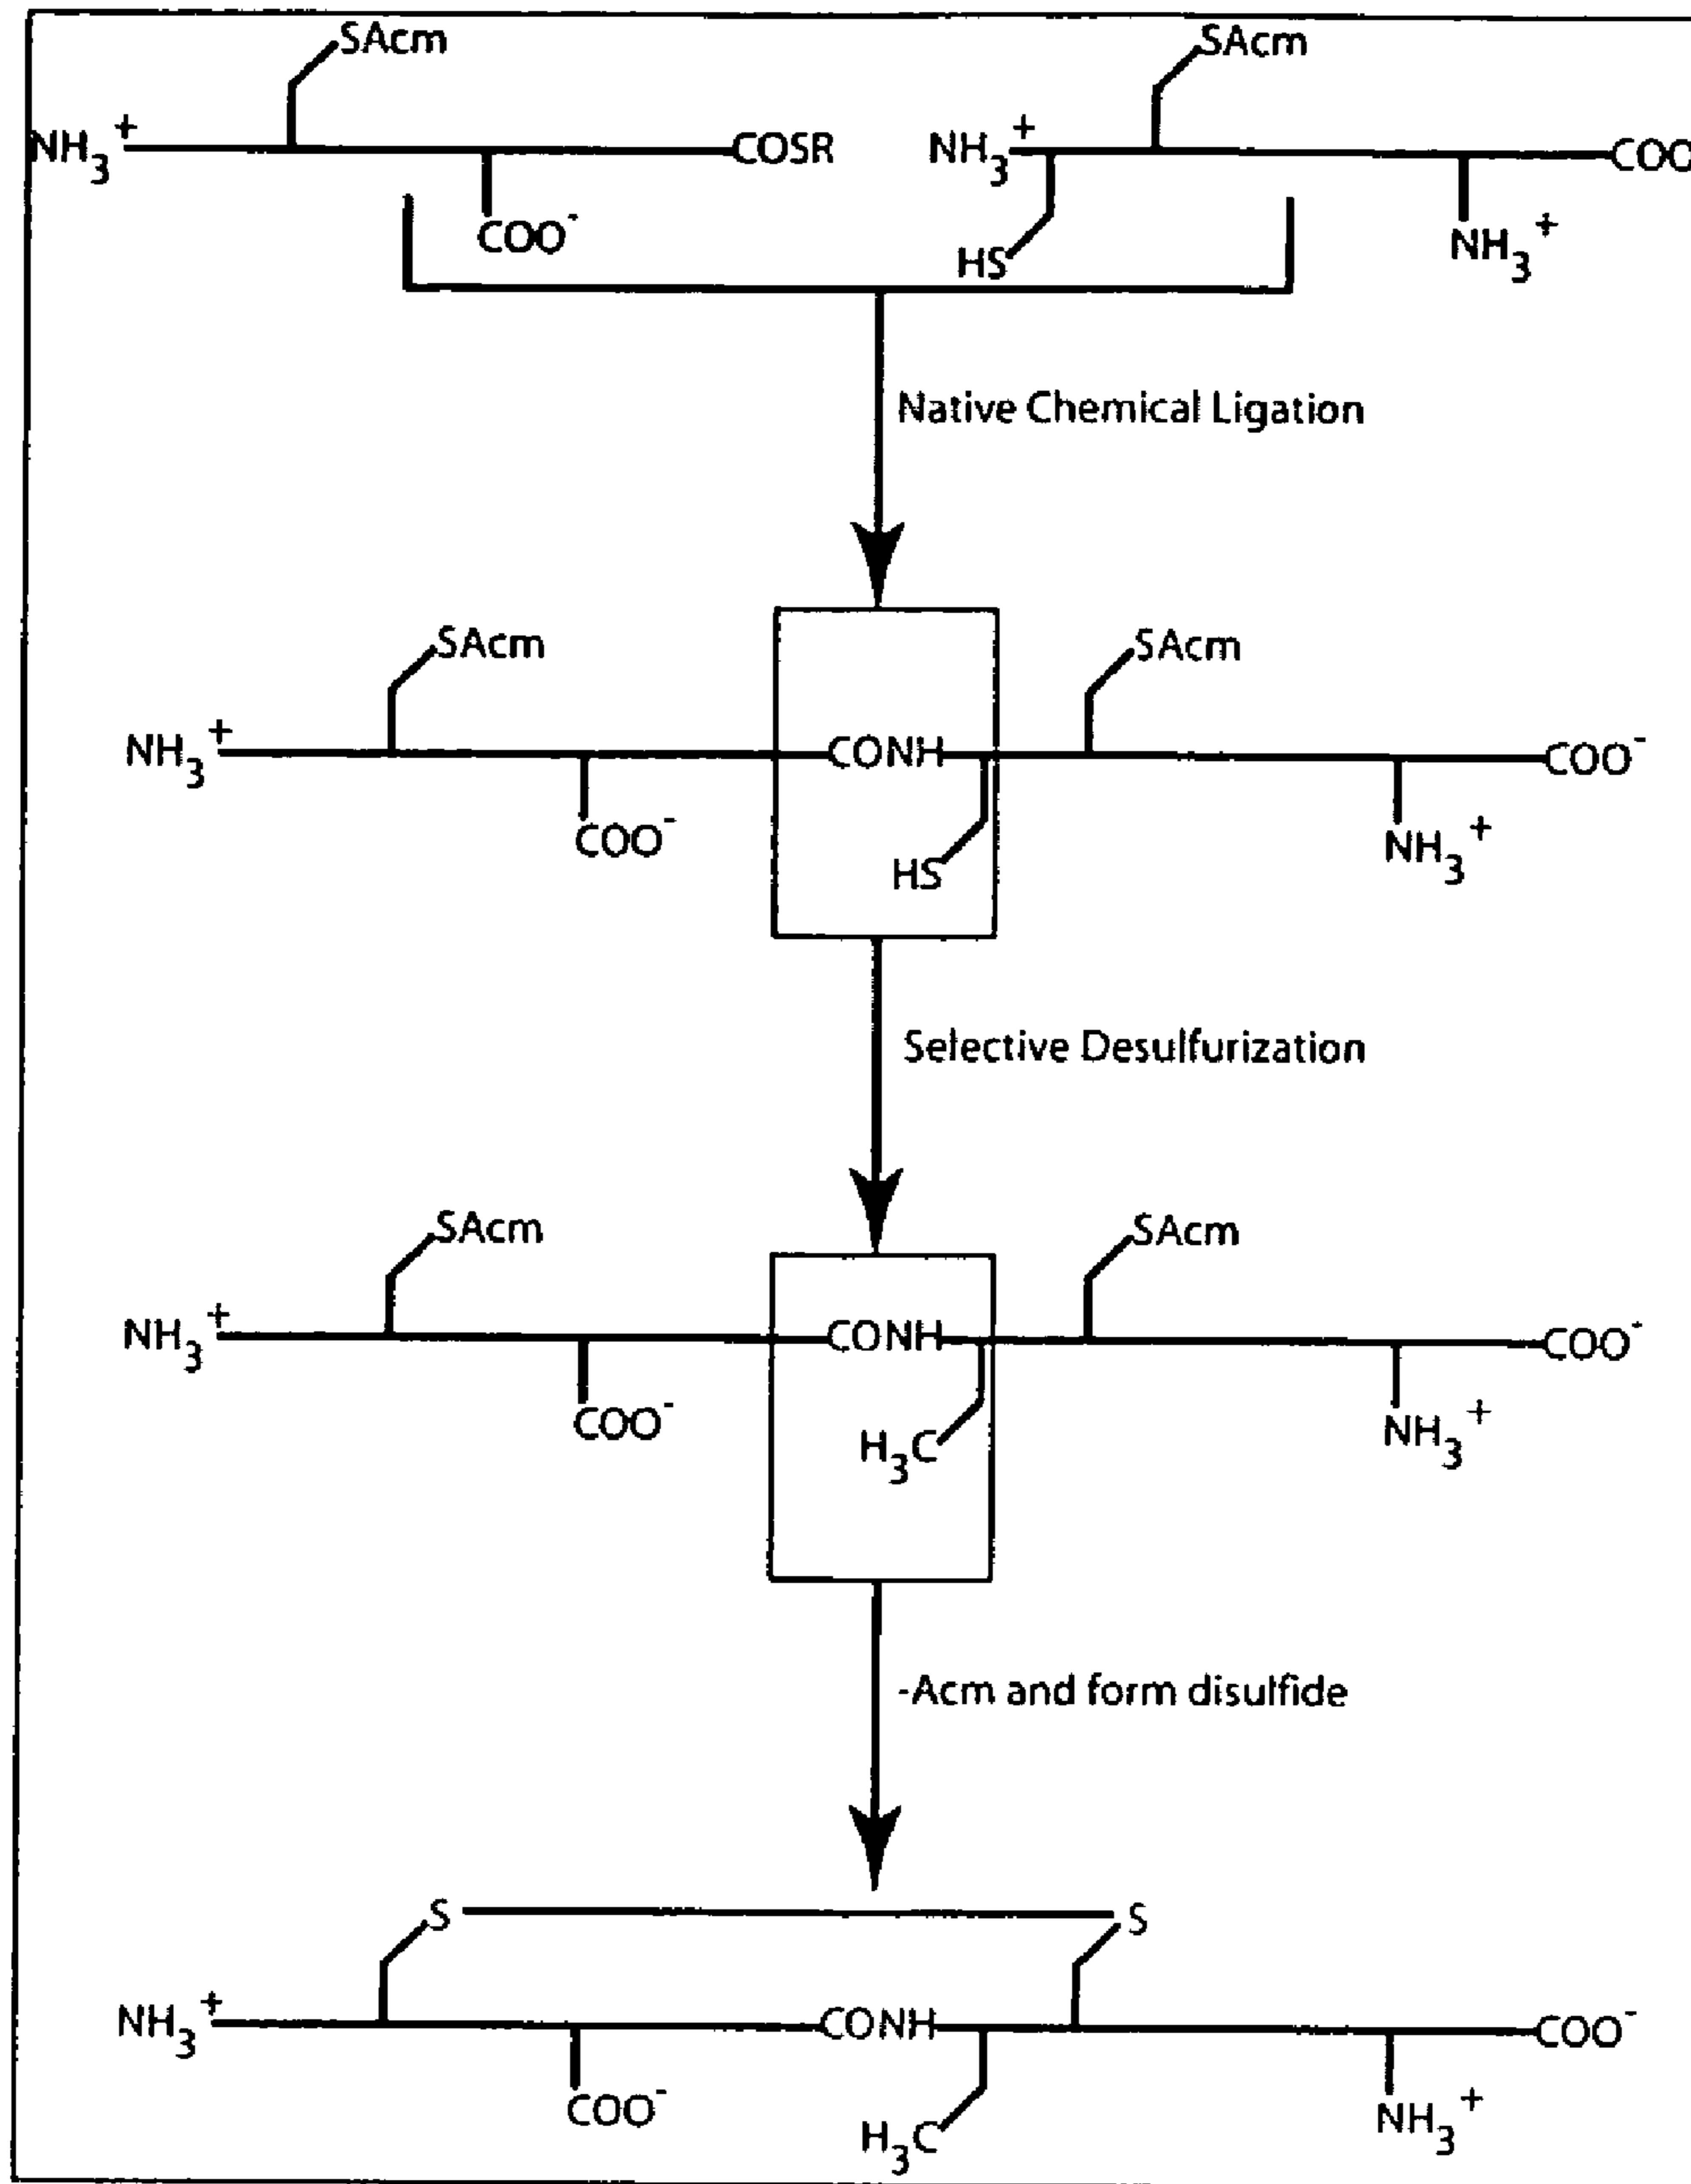 SAcm SAcm
NH3+ COSR NH3+ COO
COO- HS NH3+
Native Chemical Ligation
SAcm SAcm
NH3+ CONH COO-
COO- HS NH3+
Selective Desulfurization
SAcm SAcm
NH3+ CONH COO-
COO- H3C NH3+
-Acm and form disulfide
S S
NH3+ CONH COO-
COO- H3C NH3+